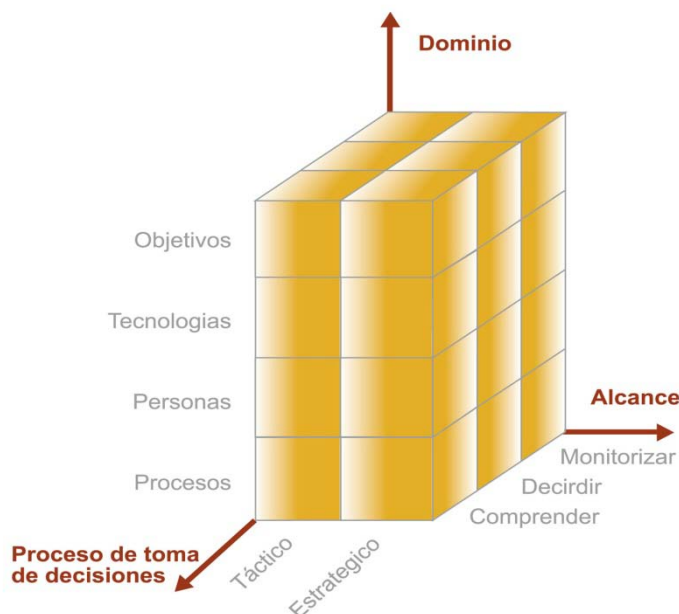 Dominio
Objetivos
Tecnologias
Personas
Procesos
Alcance
Monitorizar
Decirdir
Comprender
Proceso de toma
de decisiones
Táctico
Estrategico